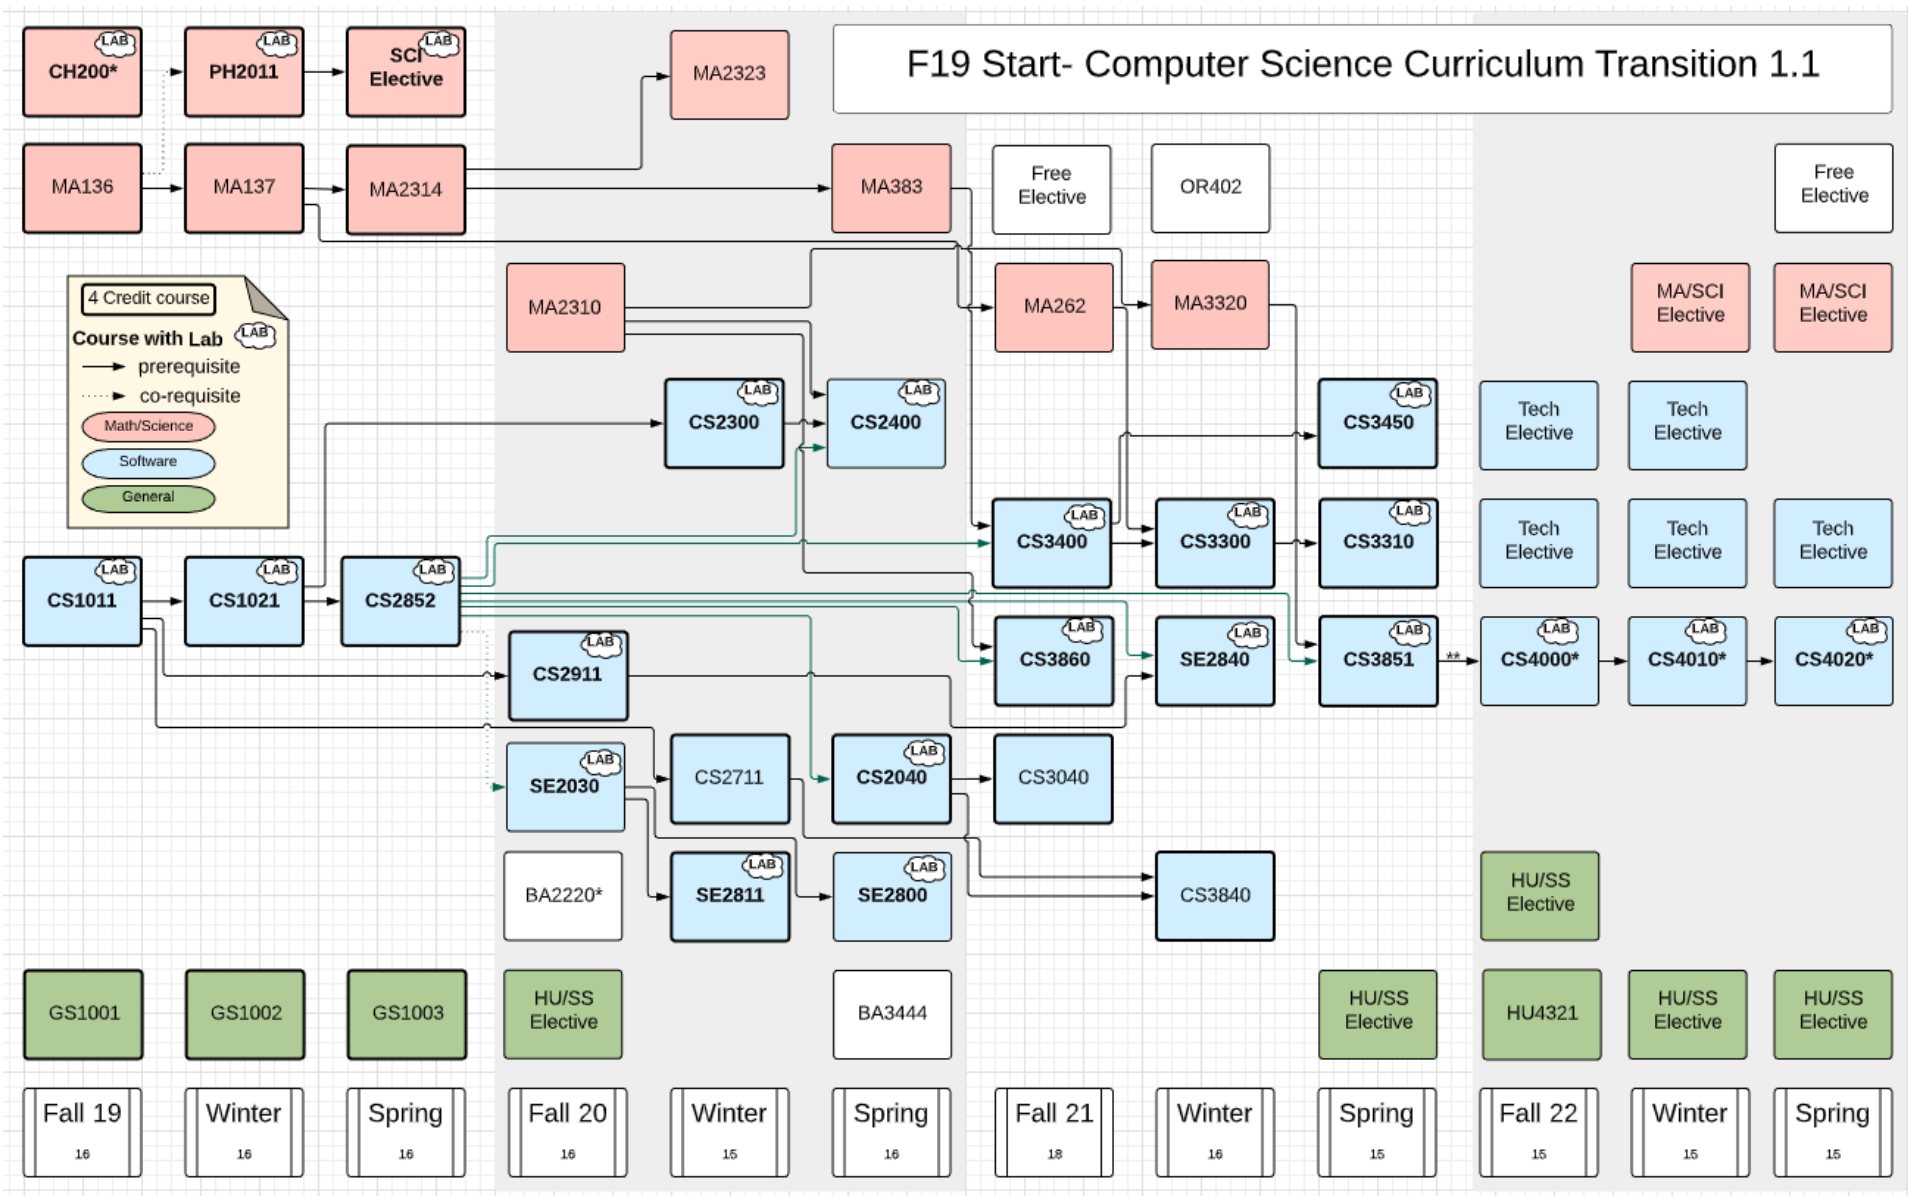 F19 Start- Computer Science Curriculum Transition 1.1
LAB
CH200*
LAB
PH2011
LAB
SCI
Elective
MA2323
MA136
MA137
MA2314
MA383
Free
Elective
OR402
Free
Elective
4 Credit course
Course with Lab
LAB
prerequisite
co-requisite
Math/Science
Software
General
MA2310
MA262
MA3320
MA/SCI
Elective
MA/SCI
Elective
LAB
CS2300
LAB
CS2400
LAB
CS3450
Tech
Elective
Tech
Elective
LAB
CS3400
LAB
CS3300
LAB
CS3310
Tech
Elective
Tech
Elective
Tech
Elective
LAB
CS1011
LAB
CS1021
LAB
CS2852
LAB
CS2911
LAB
CS3860
LAB
SE2840
LAB
CS3851
**
LAB
CS4000*
LAB
CS4010*
LAB
CS4020*
LAB
SE2030
CS2711
LAB
CS2040
CS3040
BA2220*
LAB
SE2811
LAB
SE2800
CS3840
HU/SS
Elective
GS1001
GS1002
GS1003
HU/SS
Elective
BA3444
HU/SS
Elective
HU4321
HU/SS
Elective
HU/SS
Elective
Fall 19
16
Winter
16
Spring
16
Fall 20
16
Winter
15
Spring
16
Fall 21
18
Winter
16
Spring
15
Fall 22
15
Winter
15
Spring
15